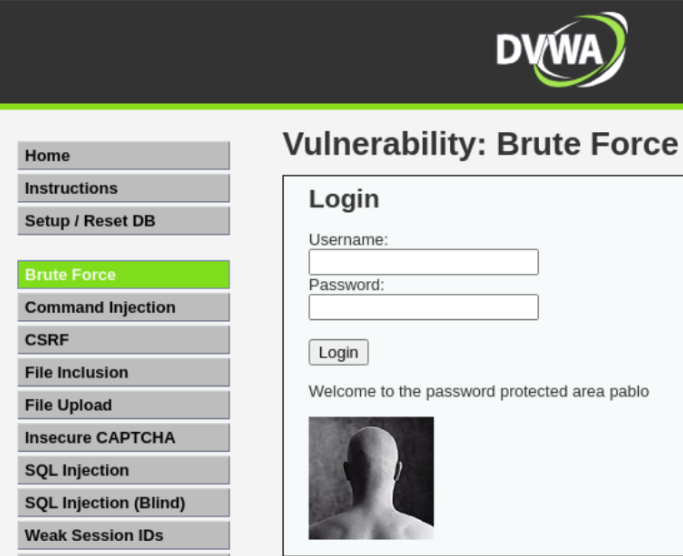 DVWA
Home
Instructions
Setup / Reset DB
Brute Force
Command Injection
CSRF
File Inclusion
File Upload
Insecure CAPTCHA
SQL Injection
SQL Injection (Blind)
Weak Session IDs
Vulnerability: Brute Force
Login
Username:
Password:
Login
Welcome to the password protected area pablo